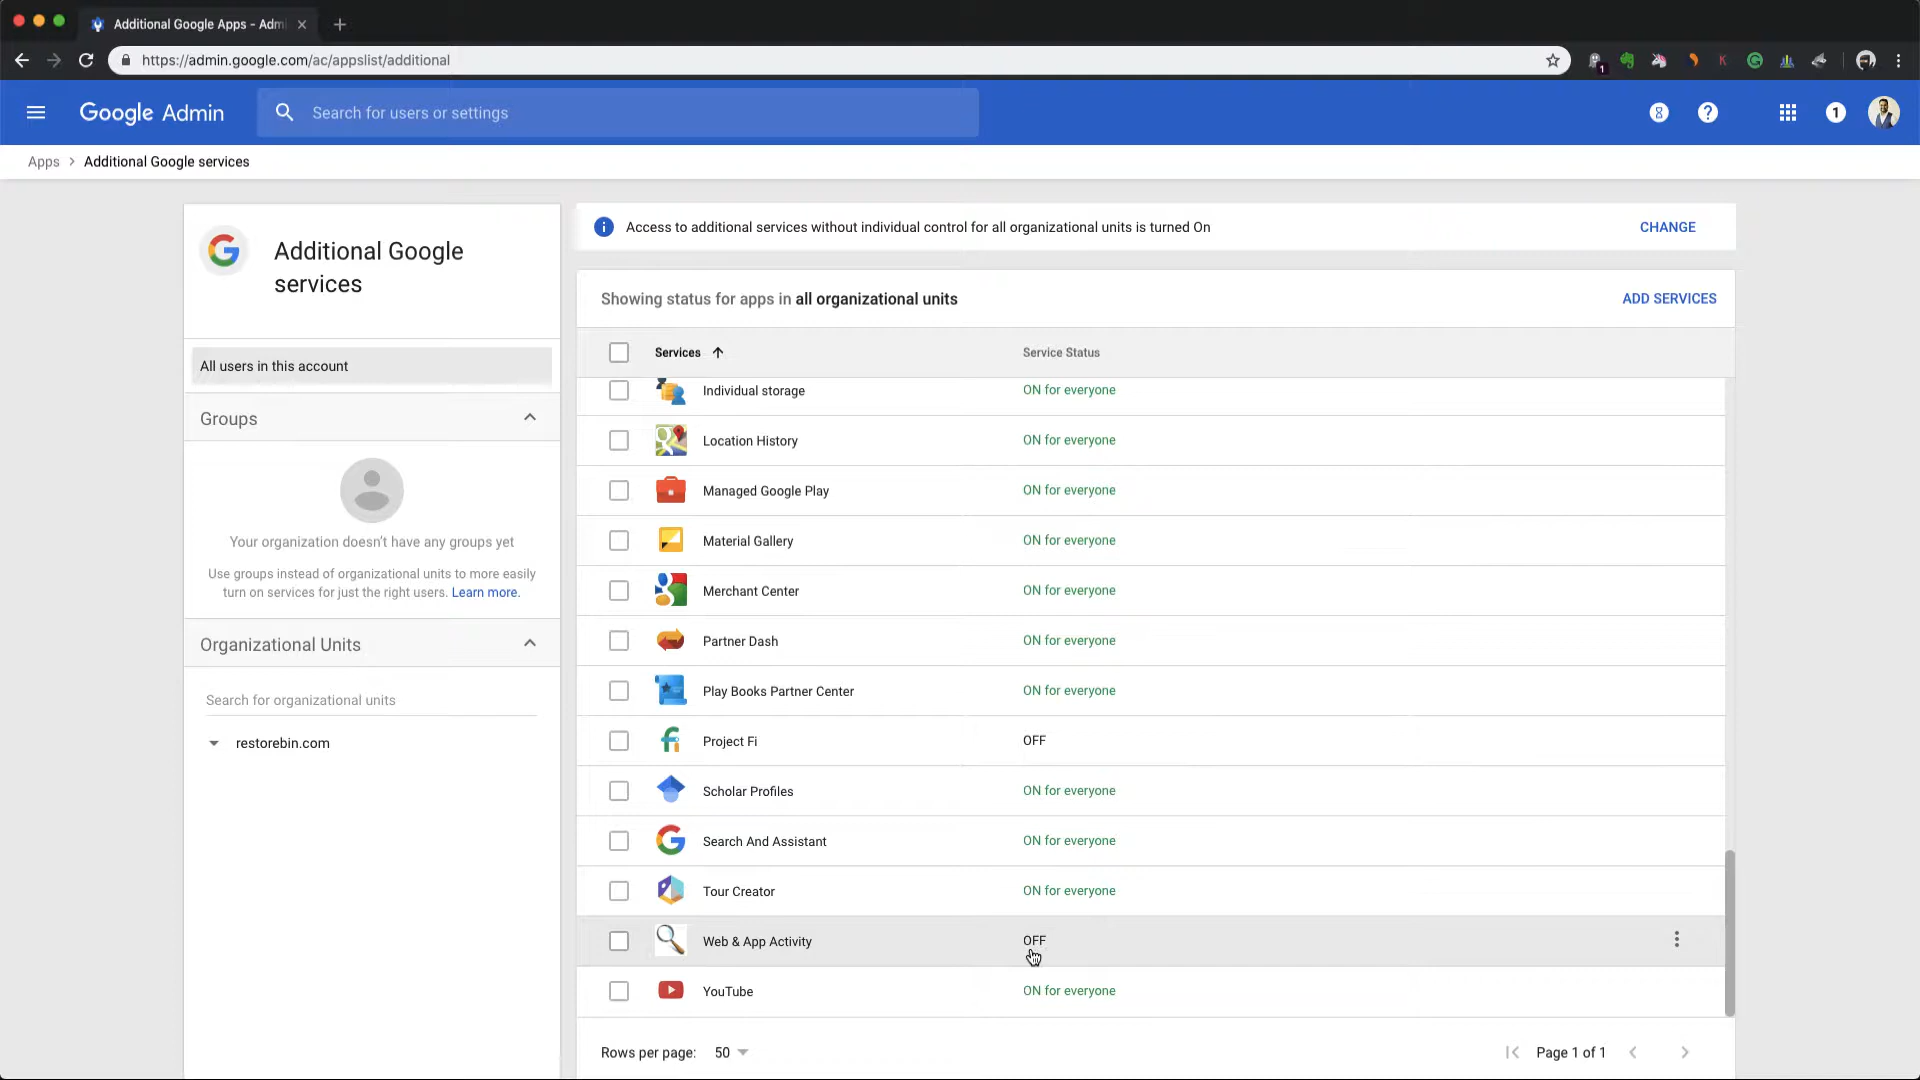 Additional Google Apps - Adm
https://admin.google.com/ac/appslist/additional
1
K
Google Admin
Search for users or settings
8
?
1
Apps > Additional Google services
Additional Google
services
All users in this account
Groups
Your organization doesn't have any groups yet
Use groups instead of organizational units to more easily
turn on services for just the right users. Learn more.
Organizational Units
Search for organizational units
restorebin.com
Access to additional services without individual control for all organizational units is turned On
CHANGE
Showing status for apps in all organizational units
ADD SERVICES
Services
Service Status
Individual storage
ON for everyone
Location History
ON for everyone
Managed Google Play
ON for everyone
Material Gallery
ON for everyone
Merchant Center
ON for everyone
Partner Dash
ON for everyone
Play Books Partner Center
ON for everyone
Project Fi
OFF
Scholar Profiles
ON for everyone
Search And Assistant
ON for everyone
Tour Creator
ON for everyone
Web & App Activity
OFF
YouTube
ON for everyone
Rows per page: 50
Page 1 of 1